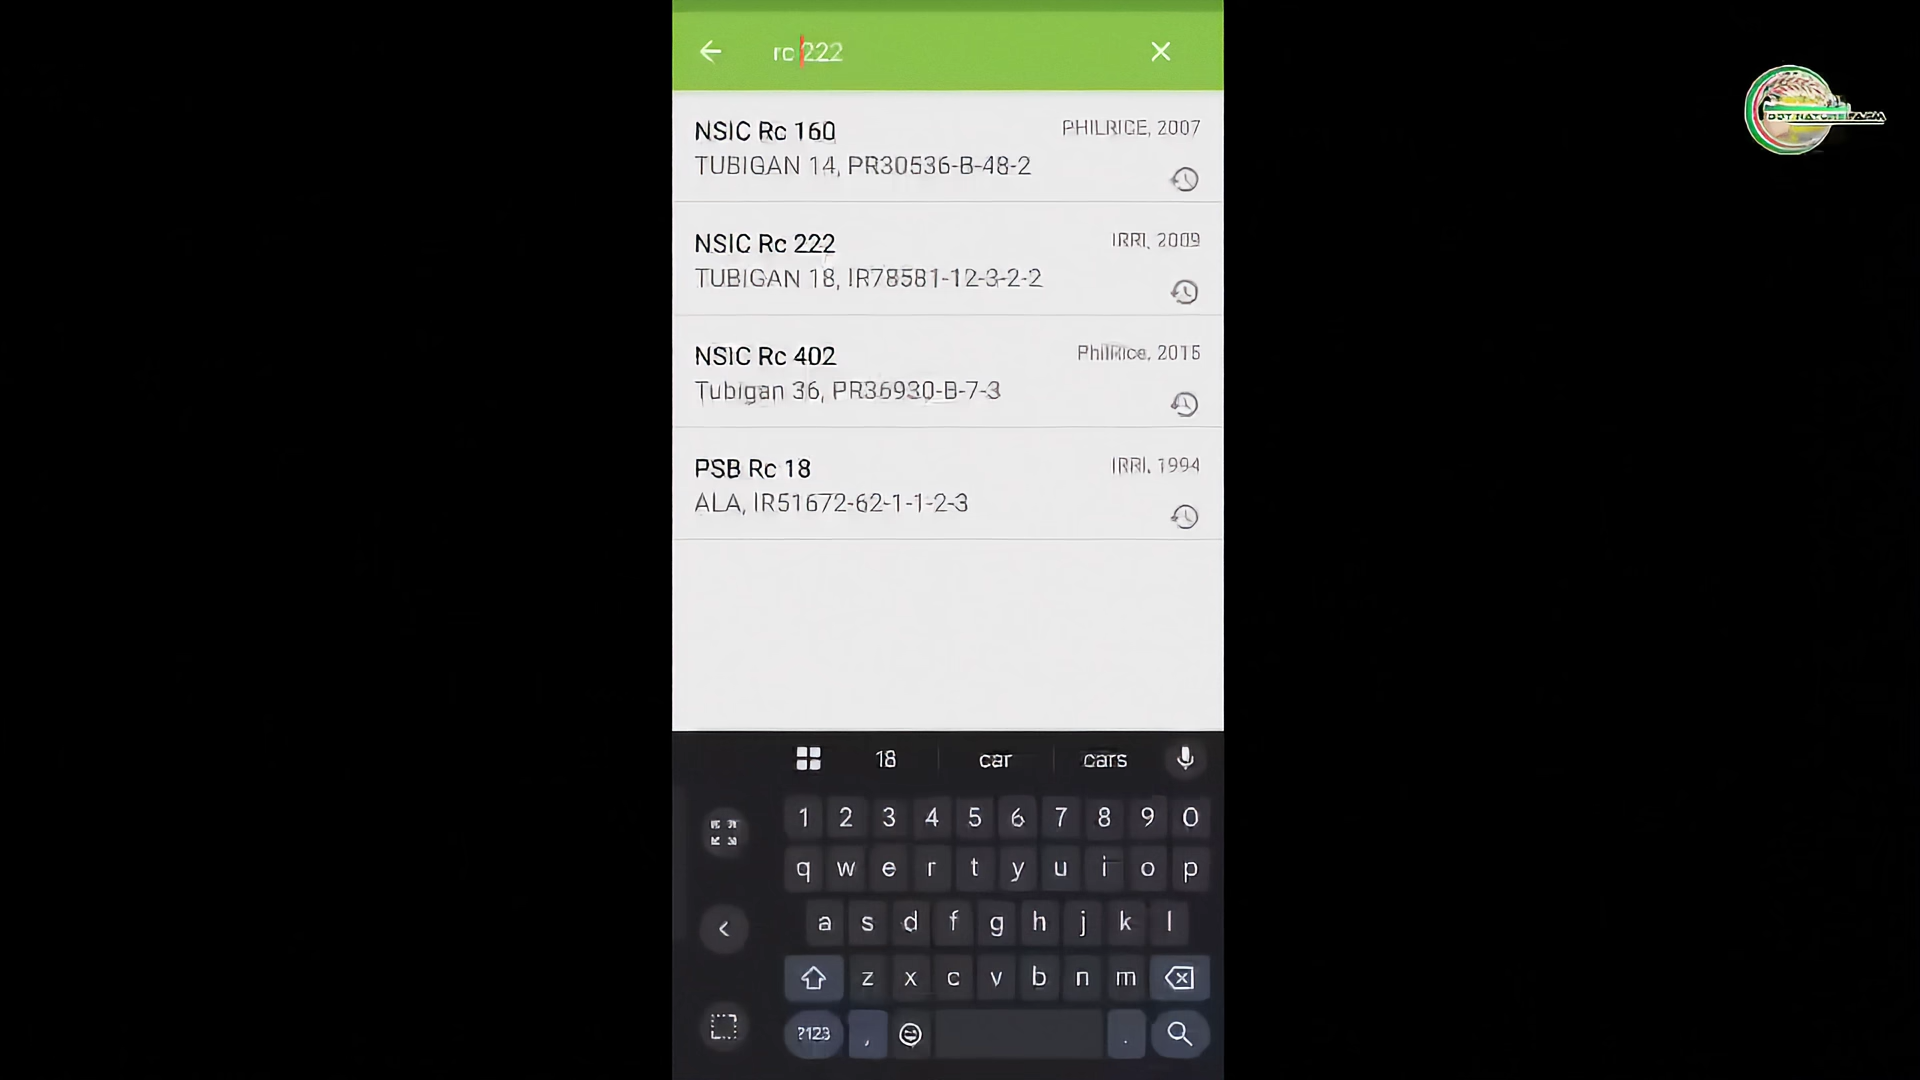 rc 222
NSIC Rc 160
PHILRICE, 2007
TUBIGAN 14, PR30536-B-48-2
NSIC Rc 222
IRRI, 2009
TUBIGAN 18, IR78581-12-3-2-2
NSIC Rc 402
PhilRice, 2015
Tubigan 36, PR36930-B-7-3
PSB Rc 18
IRRI, 1994
ALA, IR51672-62-1-1-2-3
18 car cars
1 2 3 4 5 6 7 8 9 0
q w e r t y u i o p
a s d f g h j k l
z x c v b n m
?123 , .